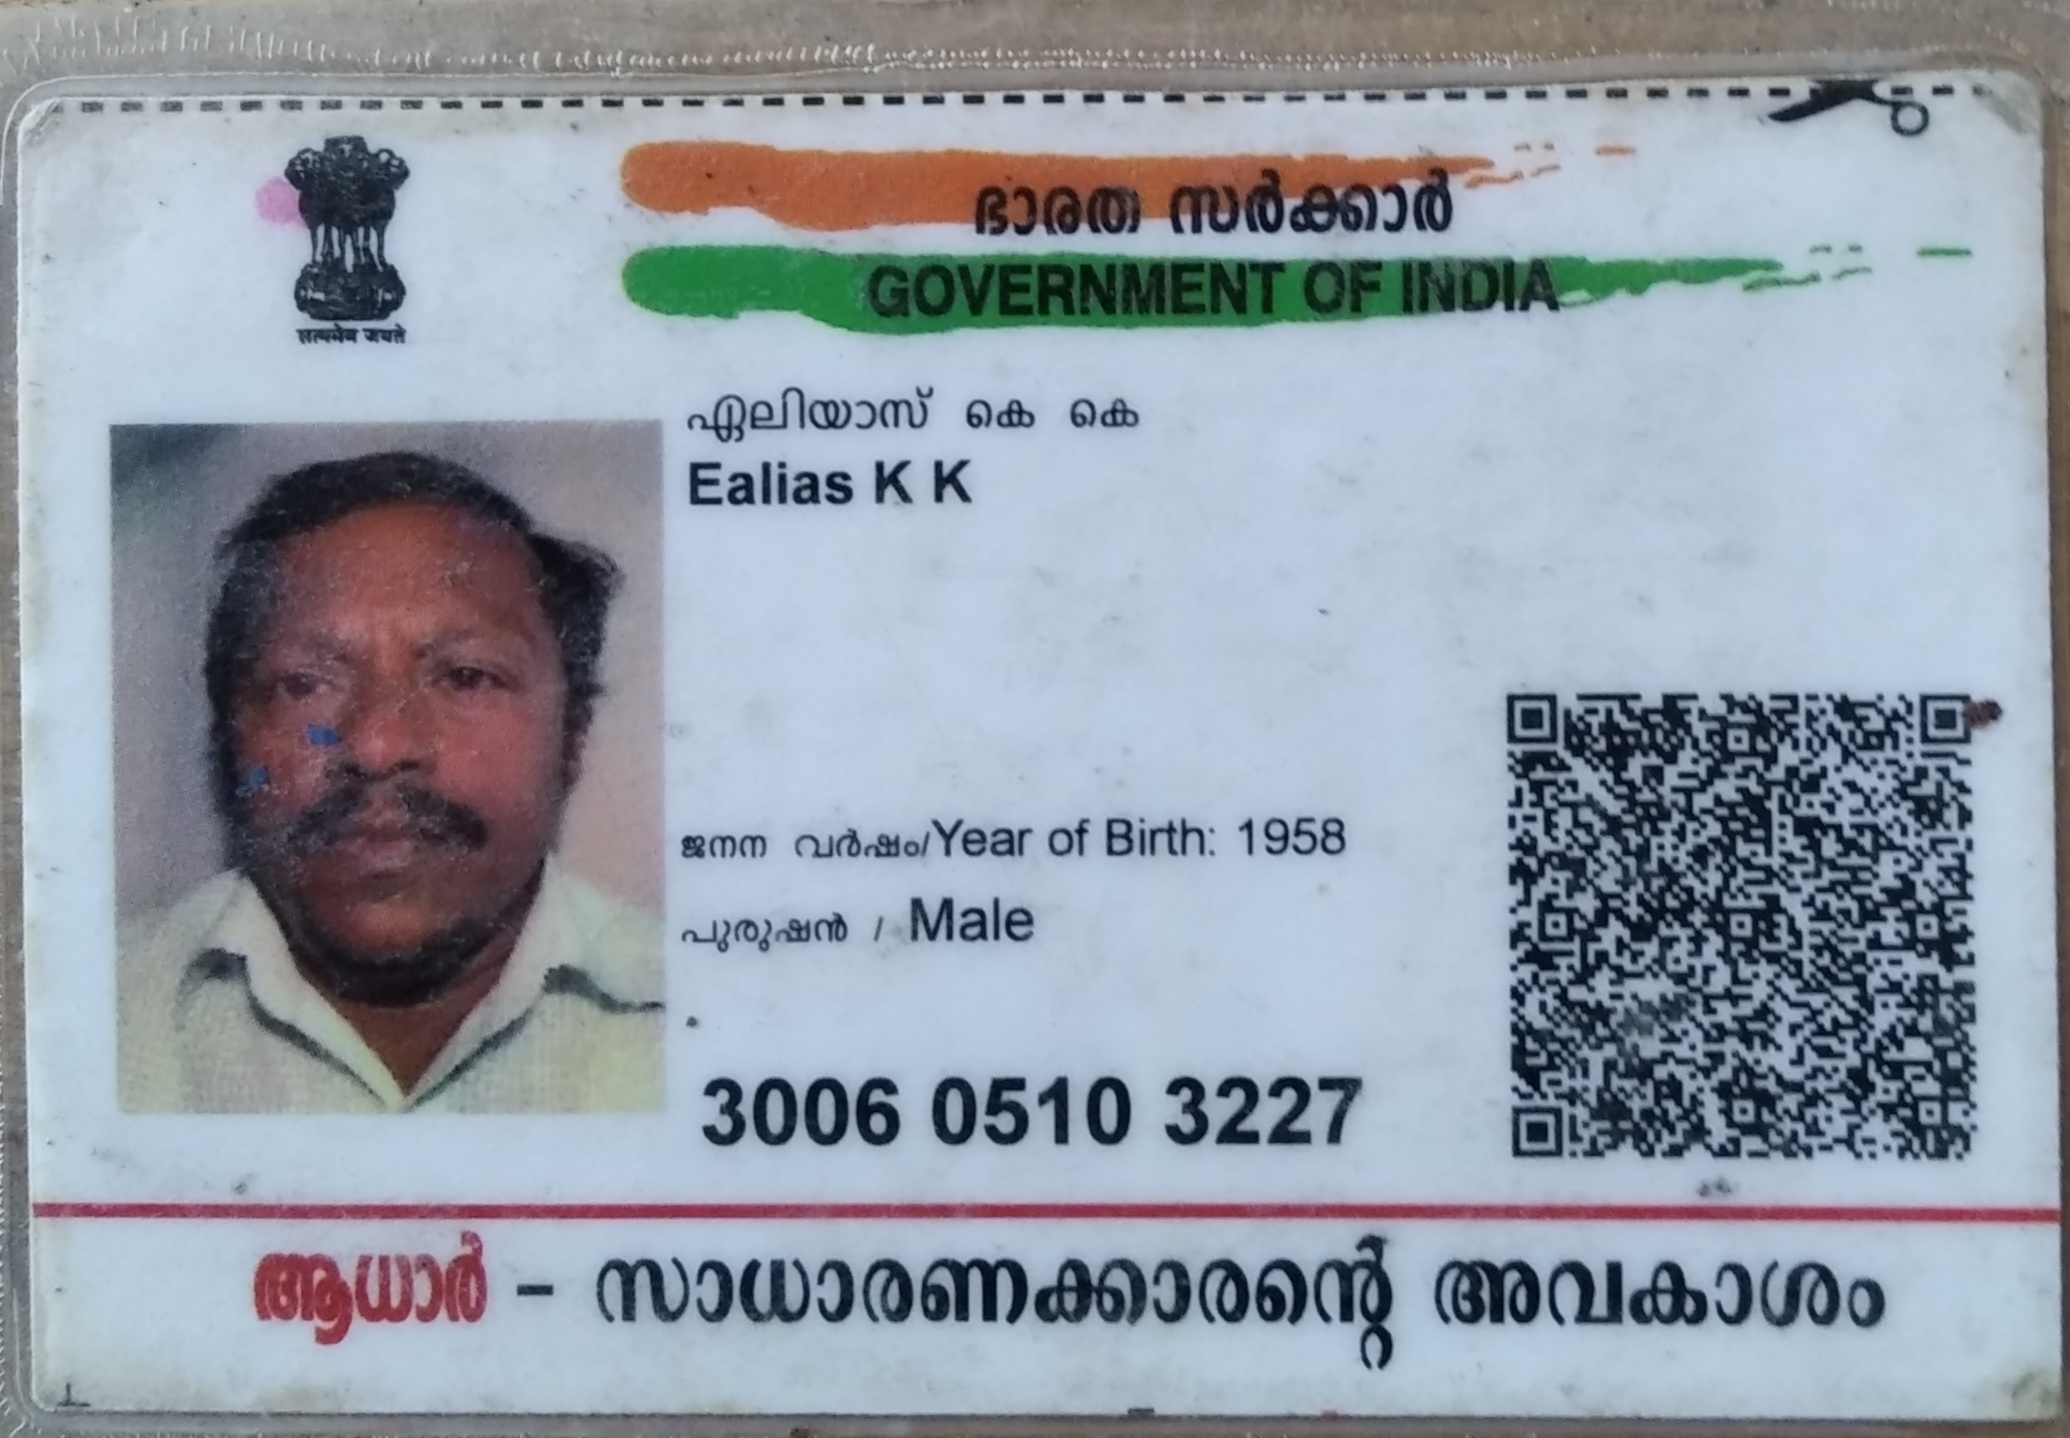 ഭാരത സർക്കാർ
GOVERNMENT OF INDIA
सत्यमेव जयते
ഏലിയാസ് കെ കെ
Ealias K K
ജനന വർഷം/Year of Birth: 1958
പുരുഷൻ / Male
3006 0510 3227
ആധാർ – സാധാരണക്കാരന്റെ അവകാശം